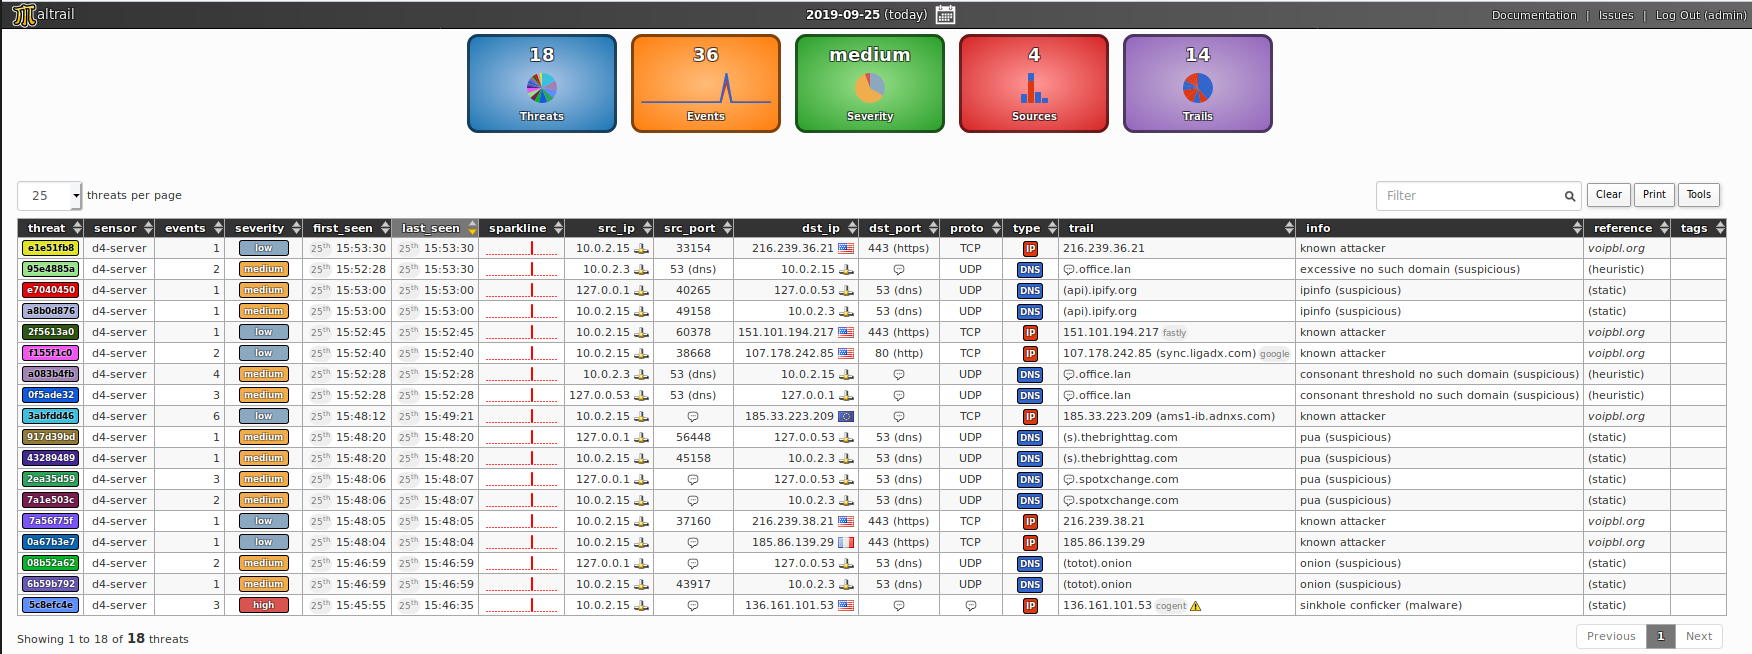 altrail 2019-09-25 (today) Documentation | Issues | Log Out (admin)
18 36 medium 4 14
Threats Events Severity Sources Trails
25 threats per page Filter Clear Print Tools
threat sensor events severity first_seen last_seen sparkline src_ip src_port dst_ip dst_port proto type trail info reference tags
e1e51fb8 d4-server 1 low 25th 15:53:30 25th 15:53:30 10.0.2.15 33154 216.239.36.21 443 (https) TCP IP 216.239.36.21 known attacker voipbl.org
95e4885a d4-server 2 medium 25th 15:52:28 25th 15:53:30 10.0.2.3 53 (dns) 10.0.2.15 UDP DNS .office.lan excessive no such domain (suspicious) (heuristic)
e7040450 d4-server 1 medium 25th 15:53:00 25th 15:53:00 127.0.0.1 40265 127.0.0.53 53 (dns) UDP DNS (api).ipify.org ipinfo (suspicious) (static)
a8b0d876 d4-server 1 medium 25th 15:53:00 25th 15:53:00 10.0.2.15 49158 10.0.2.3 53 (dns) UDP DNS (api).ipify.org ipinfo (suspicious) (static)
2f5613a0 d4-server 1 low 25th 15:52:45 25th 15:52:45 10.0.2.15 60378 151.101.194.217 443 (https) TCP IP 151.101.194.217 fastly known attacker voipbl.org
f155f1c0 d4-server 2 low 25th 15:52:40 25th 15:52:40 10.0.2.15 38668 107.178.242.85 80 (http) TCP IP 107.178.242.85 (sync.ligadx.com) google known attacker voipbl.org
a083b4fb d4-server 4 medium 25th 15:52:28 25th 15:52:28 10.0.2.3 53 (dns) 10.0.2.15 UDP DNS .office.lan consonant threshold no such domain (suspicious) (heuristic)
0f5ade32 d4-server 3 medium 25th 15:52:28 25th 15:52:28 127.0.0.53 53 (dns) 127.0.0.1 UDP DNS .office.lan consonant threshold no such domain (suspicious) (heuristic)
3abfdd46 d4-server 6 low 25th 15:48:12 25th 15:49:21 10.0.2.15 185.33.223.209 TCP IP 185.33.223.209 (ams1-ib.adnxs.com) known attacker voipbl.org
917d39bd d4-server 1 medium 25th 15:48:20 25th 15:48:20 127.0.0.1 56448 127.0.0.53 53 (dns) UDP DNS (s).thebrighttag.com pua (suspicious) (static)
43289489 d4-server 1 medium 25th 15:48:20 25th 15:48:20 10.0.2.15 45158 10.0.2.3 53 (dns) UDP DNS (s).thebrighttag.com pua (suspicious) (static)
2ea35d59 d4-server 3 medium 25th 15:48:06 25th 15:48:07 127.0.0.1 127.0.0.53 53 (dns) UDP DNS .spotxchange.com pua (suspicious) (static)
7a1e503c d4-server 2 medium 25th 15:48:06 25th 15:48:07 10.0.2.15 10.0.2.3 53 (dns) UDP DNS .spotxchange.com pua (suspicious) (static)
7a56f75f d4-server 1 low 25th 15:48:05 25th 15:48:05 10.0.2.15 37160 216.239.38.21 443 (https) TCP IP 216.239.38.21 known attacker voipbl.org
0a67b3e7 d4-server 1 low 25th 15:48:04 25th 15:48:04 10.0.2.15 185.86.139.29 443 (https) TCP IP 185.86.139.29 known attacker voipbl.org
08b52a62 d4-server 2 medium 25th 15:46:59 25th 15:46:59 127.0.0.1 127.0.0.53 53 (dns) UDP DNS (totot).onion onion (suspicious) (static)
6b59b792 d4-server 1 medium 25th 15:46:59 25th 15:46:59 10.0.2.15 43917 10.0.2.3 53 (dns) UDP DNS (totot).onion onion (suspicious) (static)
5c8efc4e d4-server 3 high 25th 15:45:55 25th 15:46:35 10.0.2.15 136.161.101.53 IP 136.161.101.53 cogent sinkhole conficker (malware) (static)
Showing 1 to 18 of 18 threats Previous 1 Next